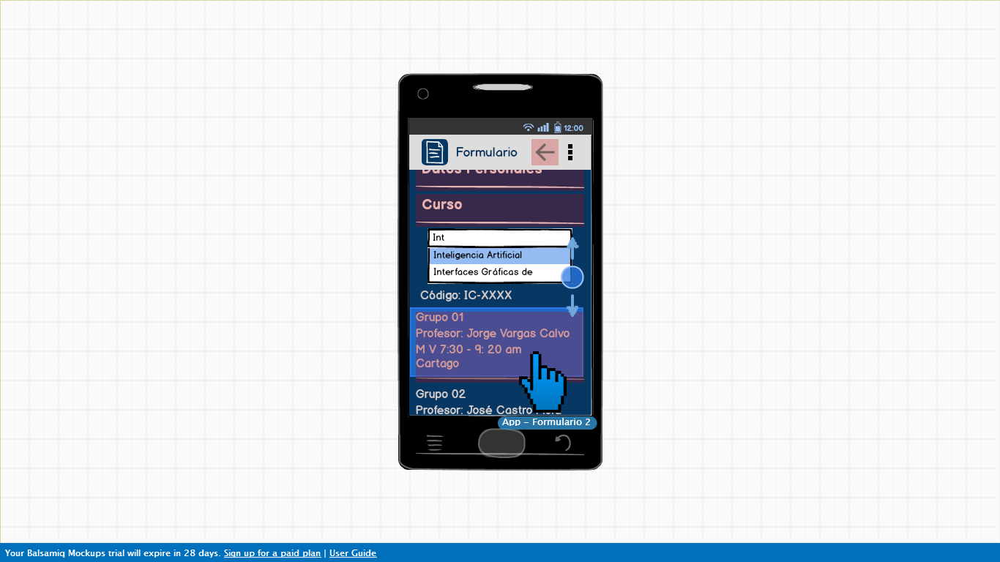 12:00
Formulario
Datos Personales
Curso
Int
Inteligencia Artificial
Interfaces Gráficas de
Código: IC-XXXX
Grupo 01
Profesor: Jorge Vargas Calvo
M V 7:30 - 9: 20 am
Cartago
Grupo 02
Profesor: José Castro
App - Formulario 2
Your Balsamiq Mockups trial will expire in 28 days. Sign up for a paid plan | User Guide